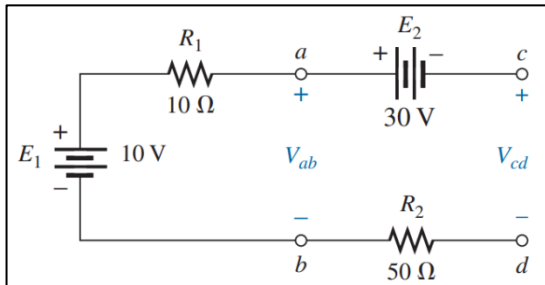 R1 a E2 c
+ − 
10 Ω + 30 V +
+
E1 10 V Vab Vcd
−
− R2 −
b 50 Ω d